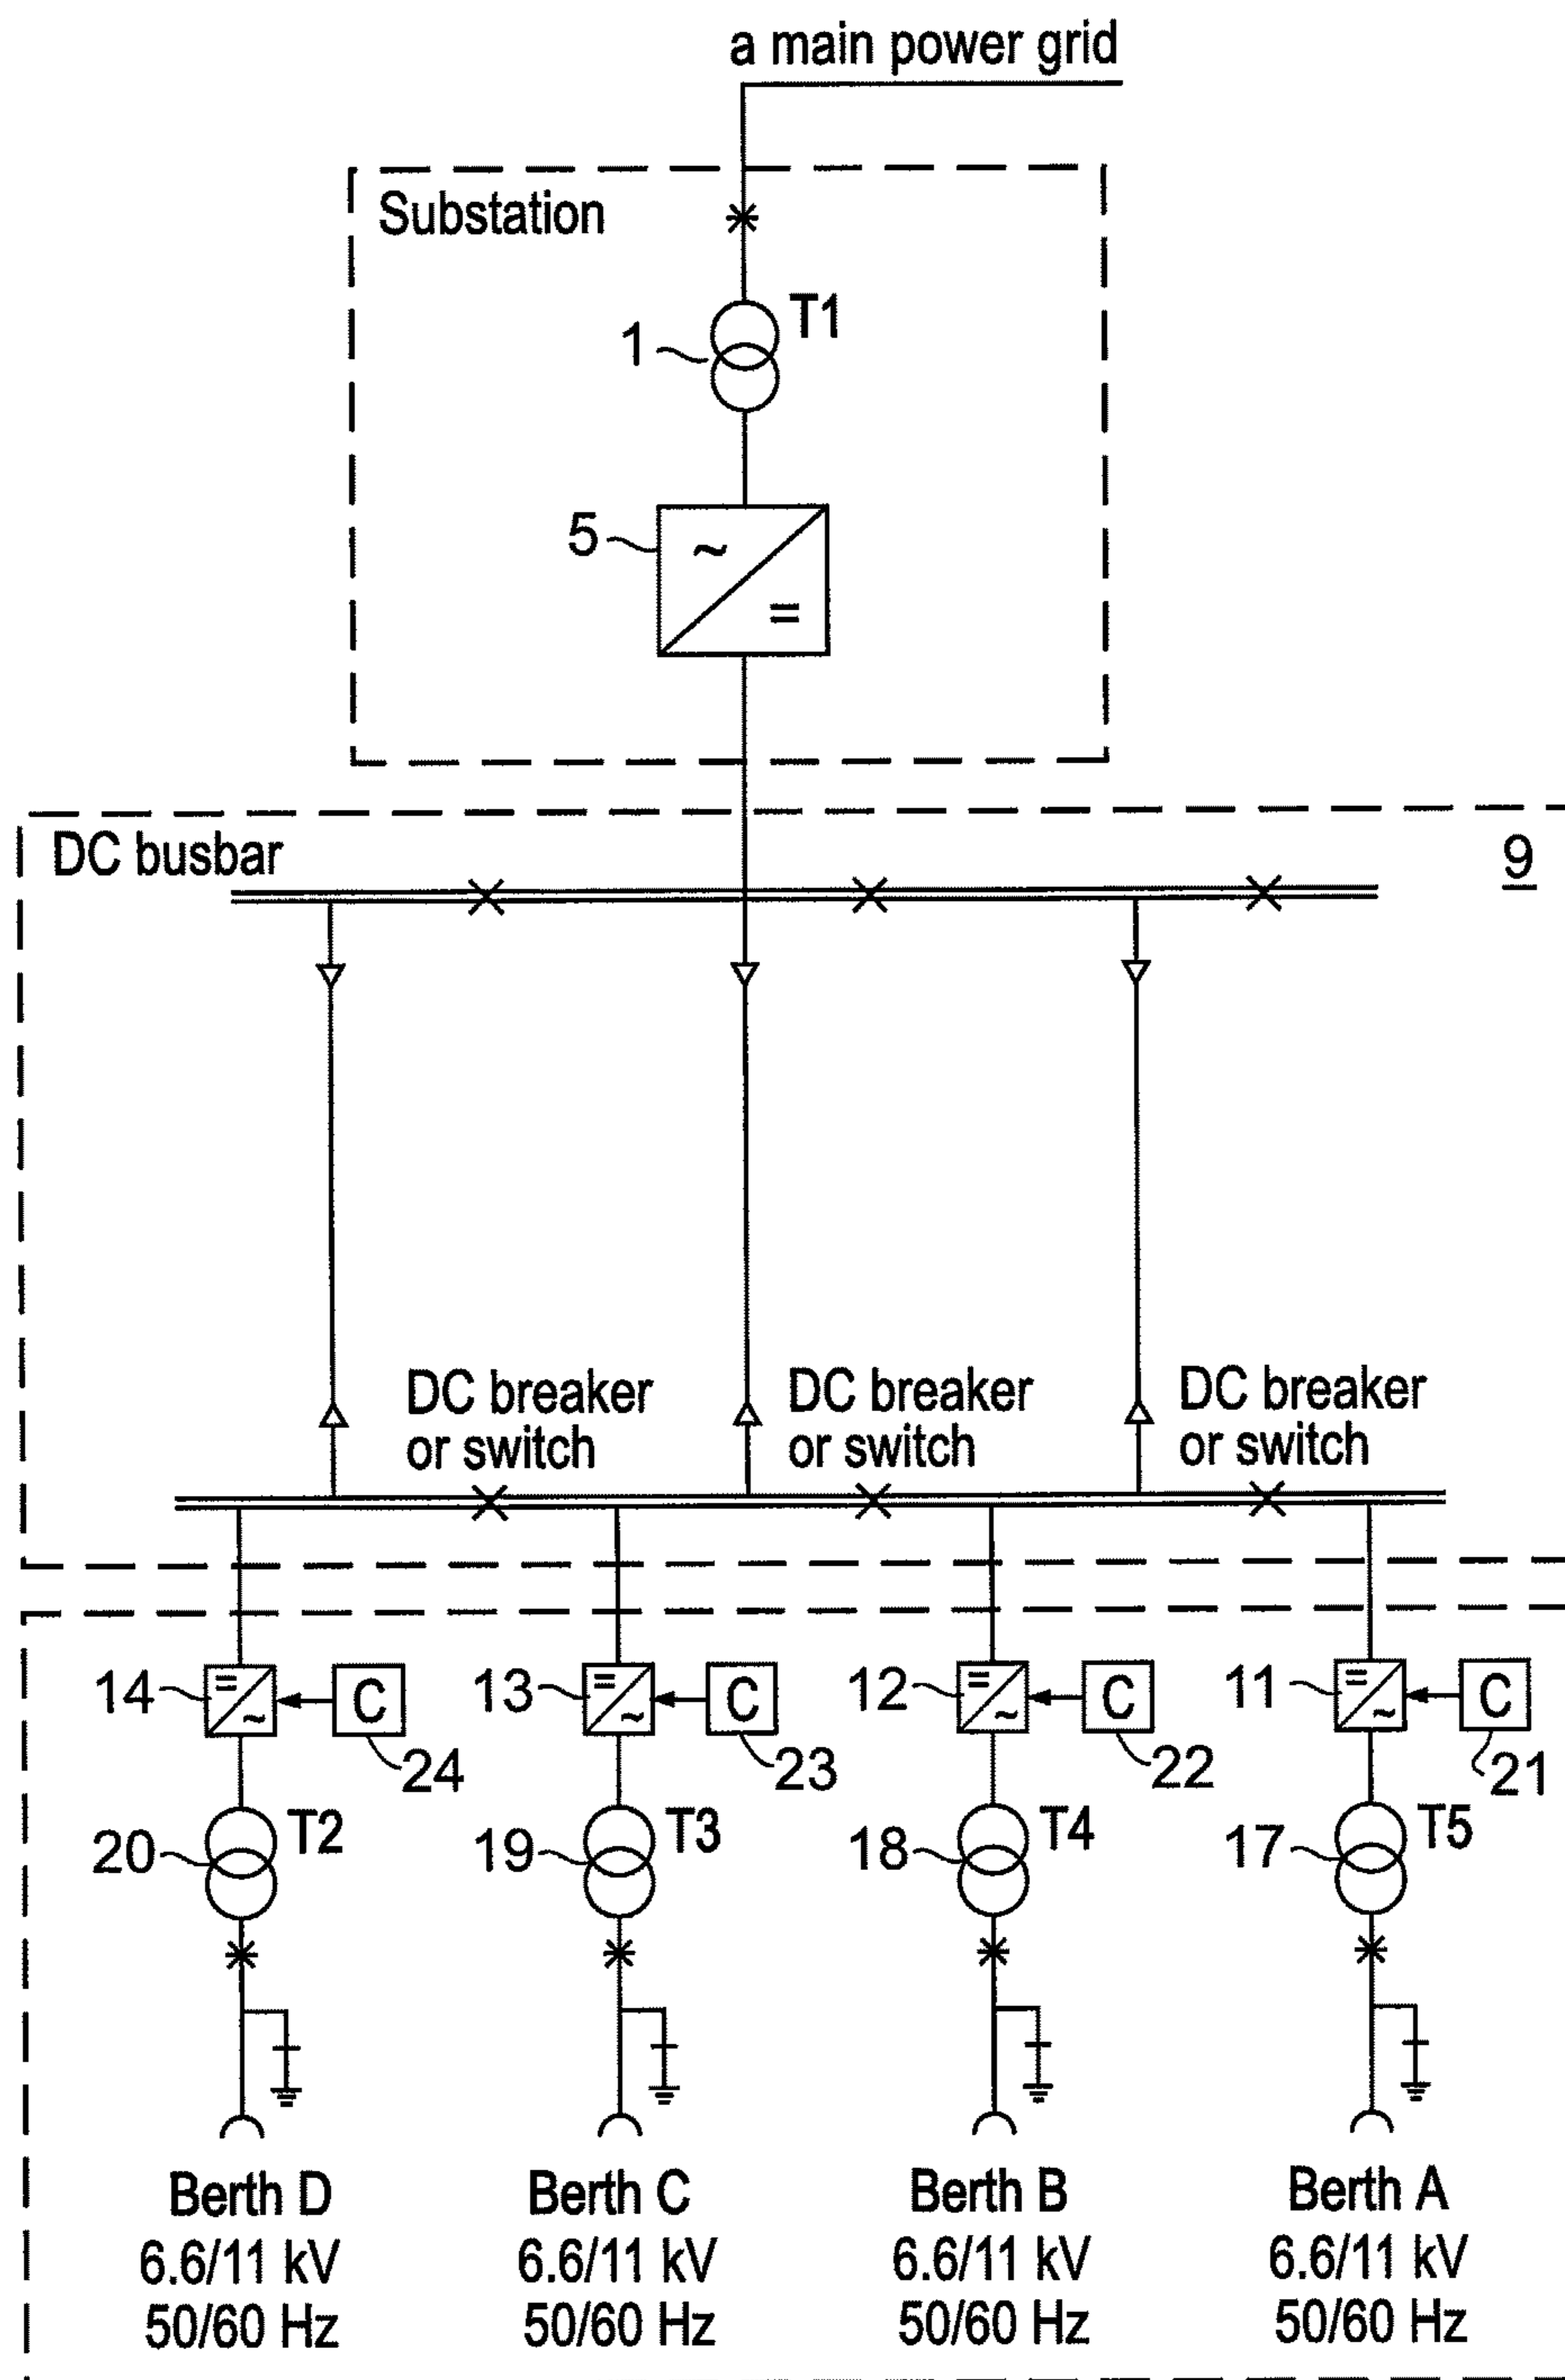 a main power grid
Substation
T1
1
5
~
=
DC busbar
9
DC breaker
or switch
DC breaker
or switch
DC breaker
or switch
14
=
~
C
24
13
=
~
C
23
12
=
~
C
22
11
=
~
C
21
20
T2
19
T3
18
T4
17
T5
Berth D
6.6/11 kV
50/60 Hz
Berth C
6.6/11 kV
50/60 Hz
Berth B
6.6/11 kV
50/60 Hz
Berth A
6.6/11 kV
50/60 Hz